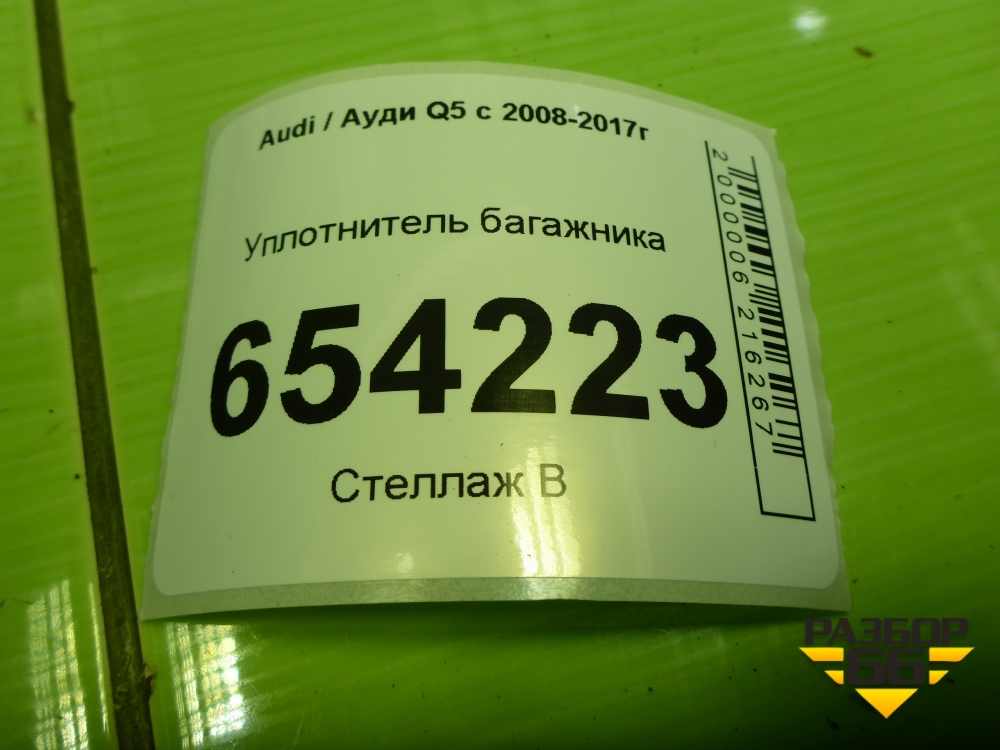 Audi / Ауди Q5 с 2008-2017г
Уплотнитель багажника
654223
Стеллаж В
2000006216267
РАЗБОР
66